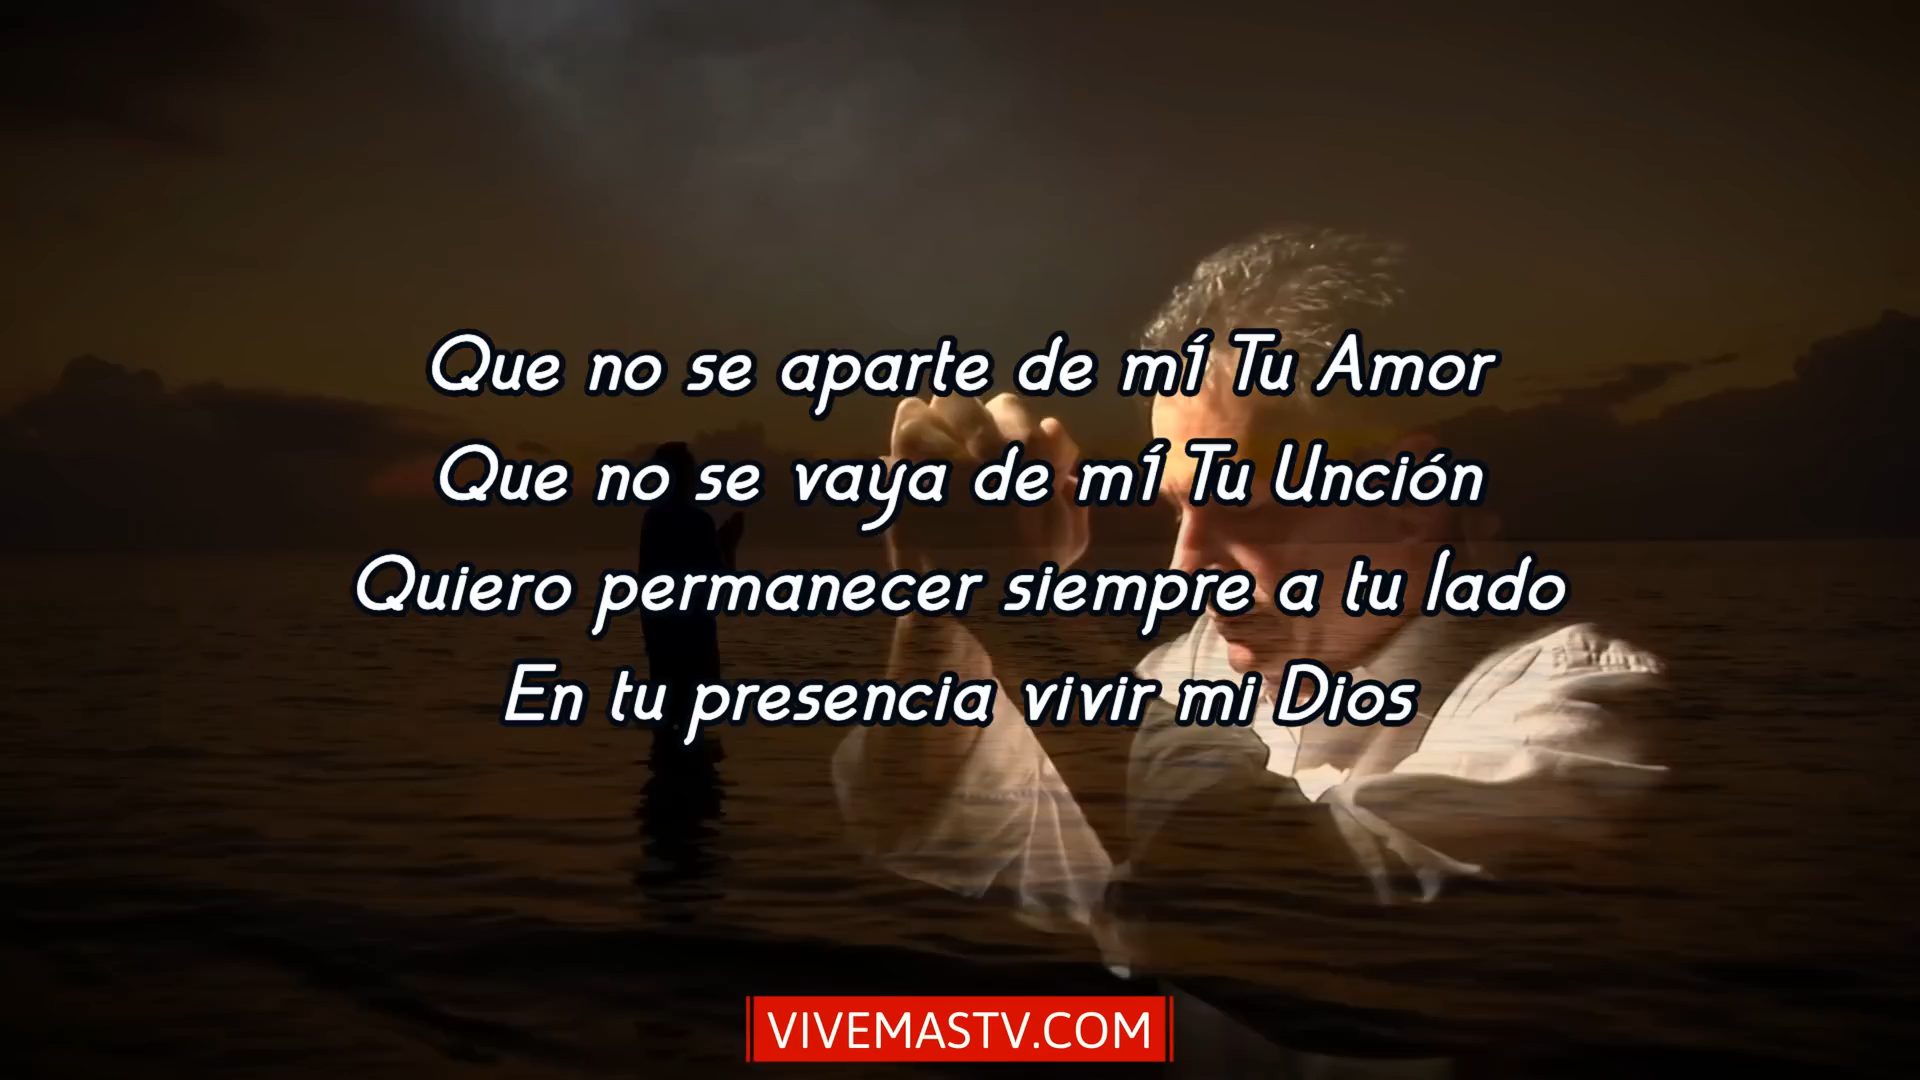 Que no se aparte de mí Tu Amor
Que no se vaya de mí Tu Unción
Quiero permanecer siempre a tu lado
En tu presencia vivir mi Dios
VIVEMASTV.COM